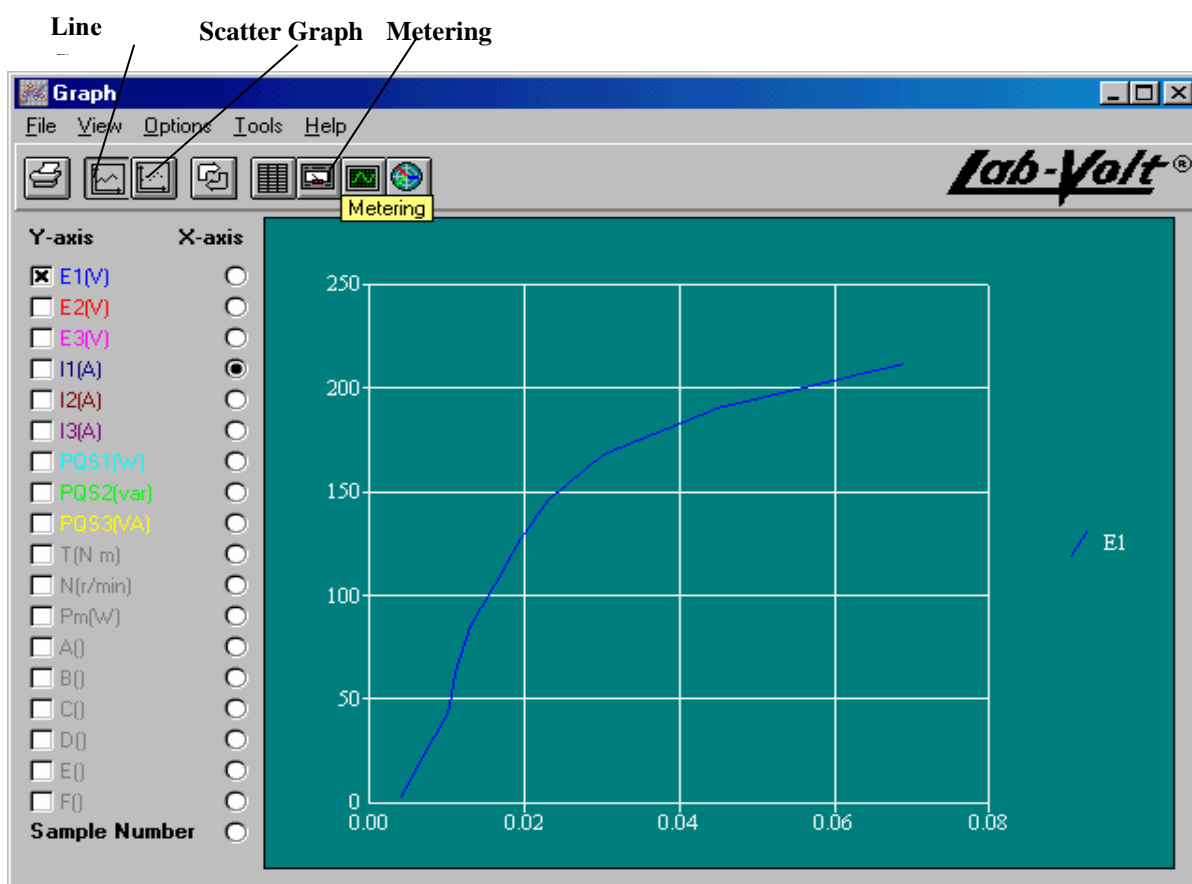 Line
Scatter Graph Metering
Graph
File View Options Tools Help
Lab-Volt ®
Metering
Y-axis X-axis
E1(V)
E2(V)
E3(V)
I1(A)
I2(A)
I3(A)
PQS1(W)
PQS2(var)
PQS3(VA)
T(N m)
N(r/min)
Pm(W)
A()
B()
C()
D()
E()
F()
Sample Number
250
200
150
100
50
0
0.00 0.02 0.04 0.06 0.08
E1